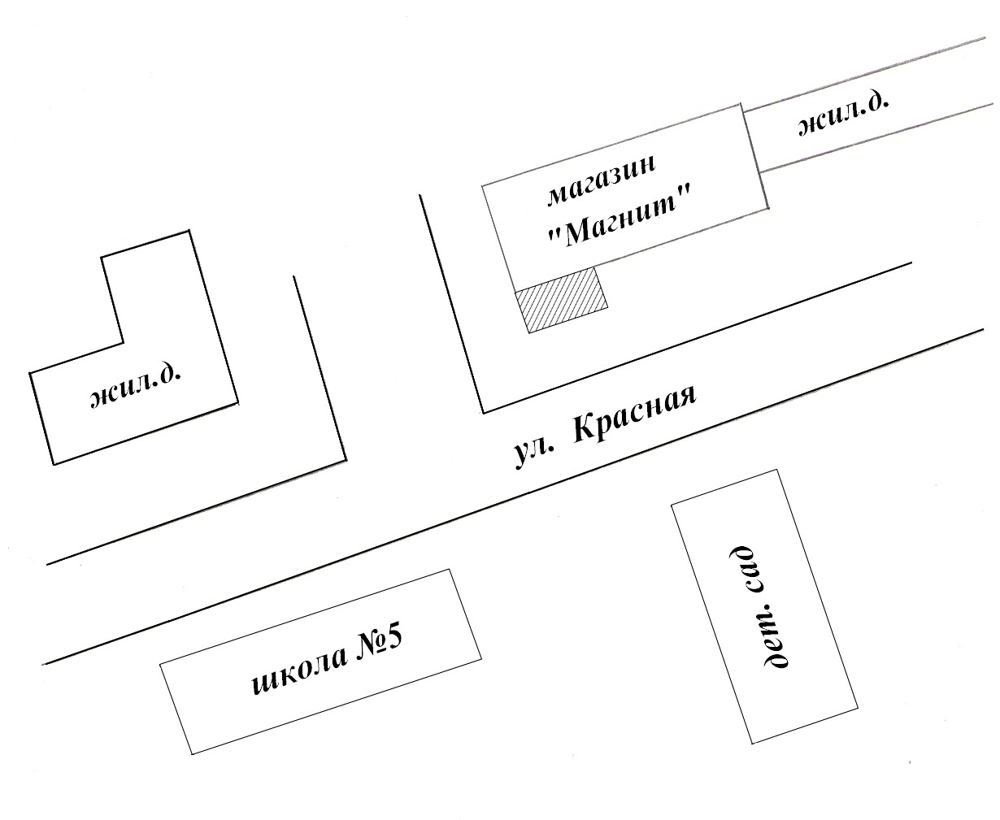 жил.д.
магазин
"Магнит"
жил.д.
ул. Красная
дет. сад
школа №5